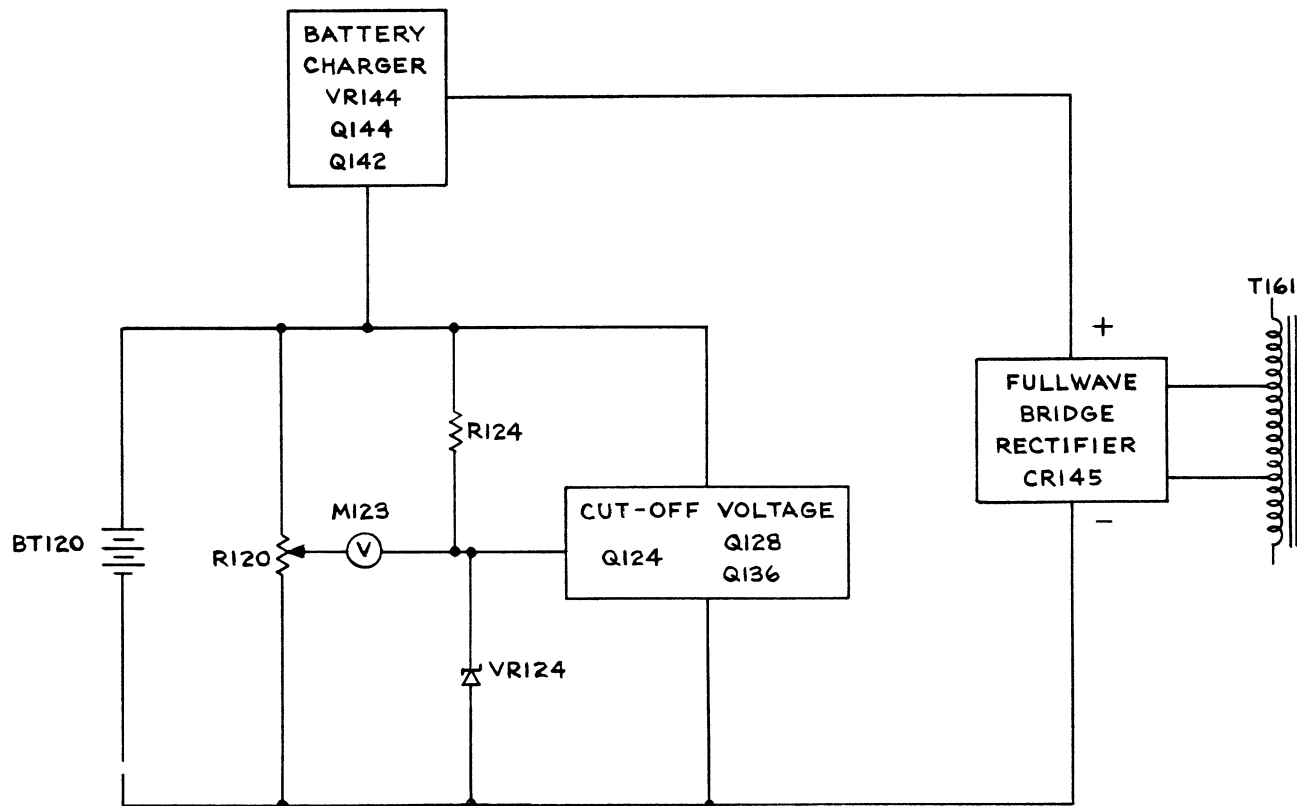 BATTERY
CHARGER
VR144
Q144
Q142
T161
+
FULLWAVE
BRIDGE
RECTIFIER
CR145
−
R124
M123
V
BT120
R120
CUT-OFF VOLTAGE
Q124
Q128
Q136
VR124